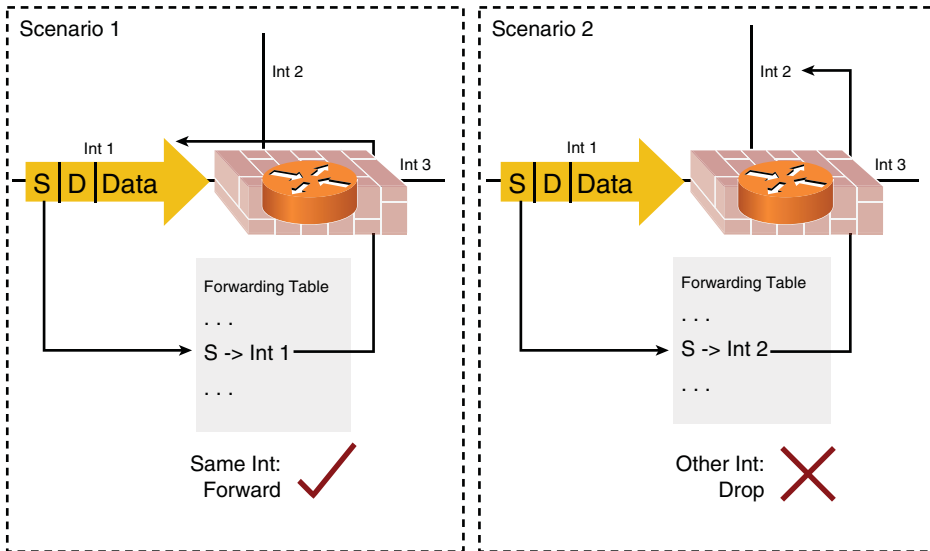 Scenario 1
Int 2
Int 1
Int 3
S D Data
Forwarding Table
. . .
S -> Int 1
. . .
Same Int:
Forward
Scenario 2
Int 2
Int 1
Int 3
S D Data
Forwarding Table
. . .
S -> Int 2
. . .
Other Int:
Drop